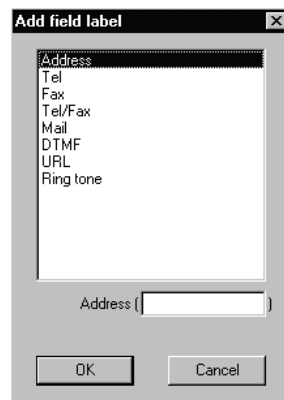 Add field label
Address
Tel
Fax
Tel/Fax
Mail
DTMF
URL
Ring tone
Address ( )
OK Cancel